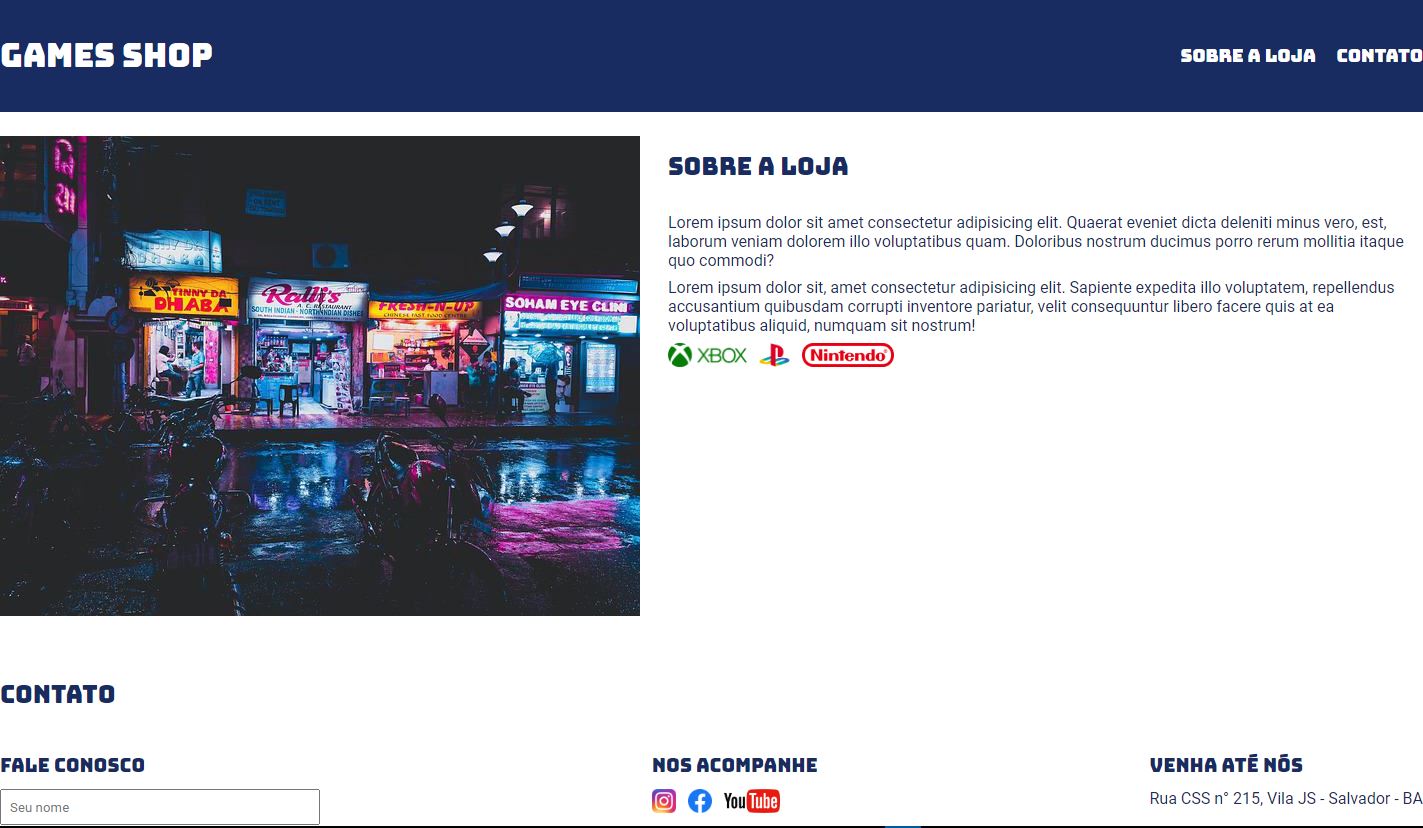 GAMES SHOP
SOBRE A LOJA CONTATO
TINNY DA
DHABA
Ralli's
A. C. RESTAURANT
SOUTH INDIAN - NORTH INDIAN DISHES
FRESH-N-UP
CHINESE FAST FOOD CENTRE
SOHAM EYE CLINI
SOBRE A LOJA
Lorem ipsum dolor sit amet consectetur adipisicing elit. Quaerat eveniet dicta deleniti minus vero, est,
laborum veniam dolorem illo voluptatibus quam. Doloribus nostrum ducimus porro rerum mollitia itaque
quo commodi?
Lorem ipsum dolor sit, amet consectetur adipisicing elit. Sapiente expedita illo voluptatem, repellendus
accusantium quibusdam corrupti inventore pariatur, velit consequuntur libero facere quis at ea
voluptatibus aliquid, numquam sit nostrum!
XBOX Nintendo
CONTATO
FALE CONOSCO
Seu nome
NOS ACOMPANHE
YouTube
VENHA ATÉ NÓS
Rua CSS n° 215, Vila JS - Salvador - BA